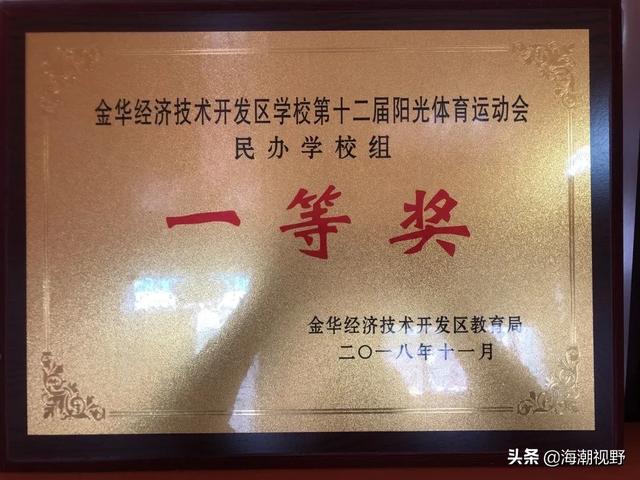 金华经济技术开发区学校第十二届阳光体育运动会
民办学校组
一等奖
金华经济技术开发区教育局
二〇一八年十一月
头条 @海潮视野